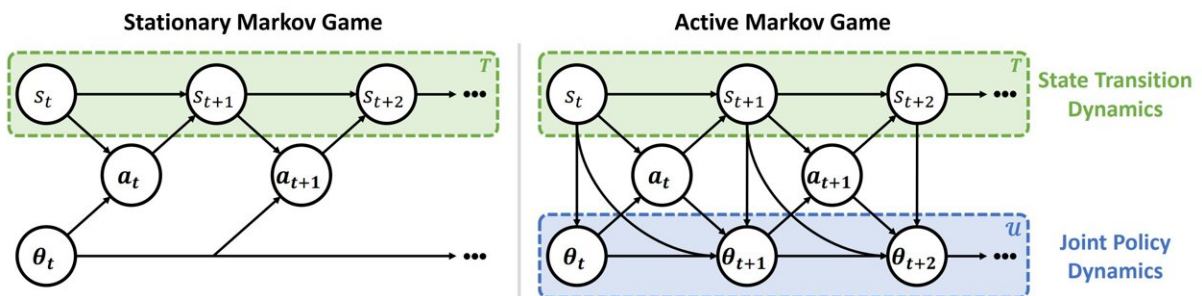 Stationary Markov Game
T
s_t
s_{t+1}
s_{t+2}
•••
a_t
a_{t+1}
θ_t
•••
Active Markov Game
T
s_t
s_{t+1}
s_{t+2}
•••
a_t
a_{t+1}
U
θ_t
θ_{t+1}
θ_{t+2}
•••
State Transition
Dynamics
Joint Policy
Dynamics